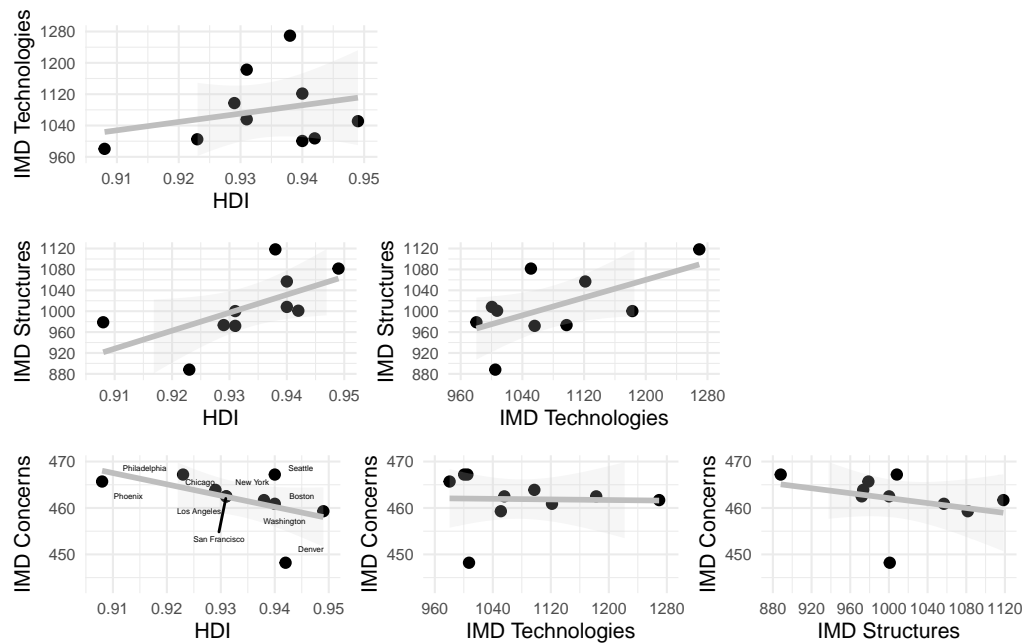 IMD Technologies
1280
1200
1120
1040
960
0.91 0.92 0.93 0.94 0.95
HDI
IMD Structures
1120
1080
1040
1000
960
920
880
0.91 0.92 0.93 0.94 0.95
HDI
IMD Structures
1120
1080
1040
1000
960
920
880
960 1040 1120 1200 1280
IMD Technologies
IMD Concerns
470
460
450
Philadelphia
Seattle
Chicago
New York
Phoenix
Boston
Los Angeles
Washington
San Francisco
Denver
0.91 0.92 0.93 0.94 0.95
HDI
IMD Concerns
470
460
450
960 1040 1120 1200 1280
IMD Technologies
IMD Concerns
470
460
450
880 920 960 1000 1040 1080 1120
IMD Structures